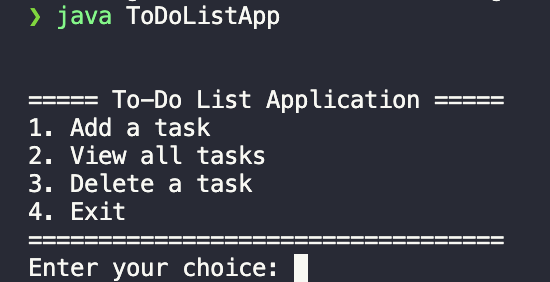 ❯ java ToDoListApp
===== To-Do List Application =====
1. Add a task
2. View all tasks
3. Delete a task
4. Exit
==================================
Enter your choice: